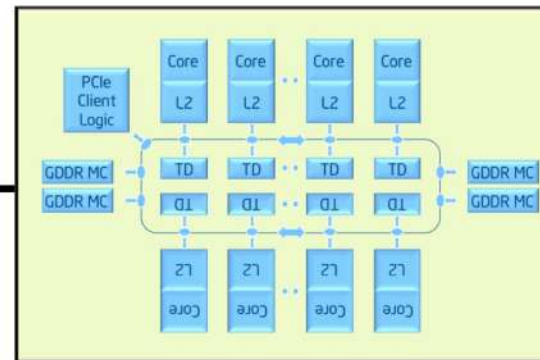 Core Core Core Core
PCIe
Client
Logic
L2 L2 L2 L2
GDDR MC TD TD TD TD GDDR MC
GDDR MC TD TD TD TD GDDR MC
L2 L2 L2 L2
Core Core Core Core